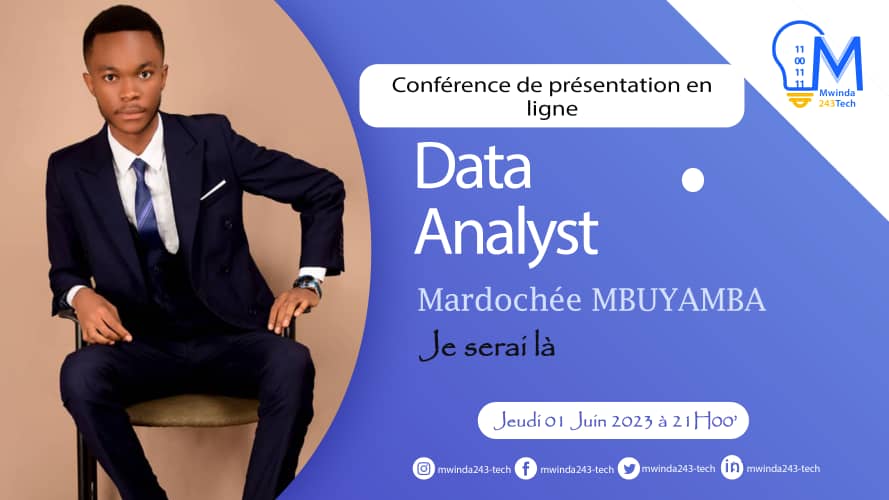 11
00
11
11
M
Mwinda
243Tech
Conférence de présentation en
ligne
Data
Analyst
Mardochée MBUYAMBA
Je serai là
Jeudi 01 Juin 2023 à 21H00'
mwinda243-tech mwinda243-tech mwinda243-tech in mwinda243-tech